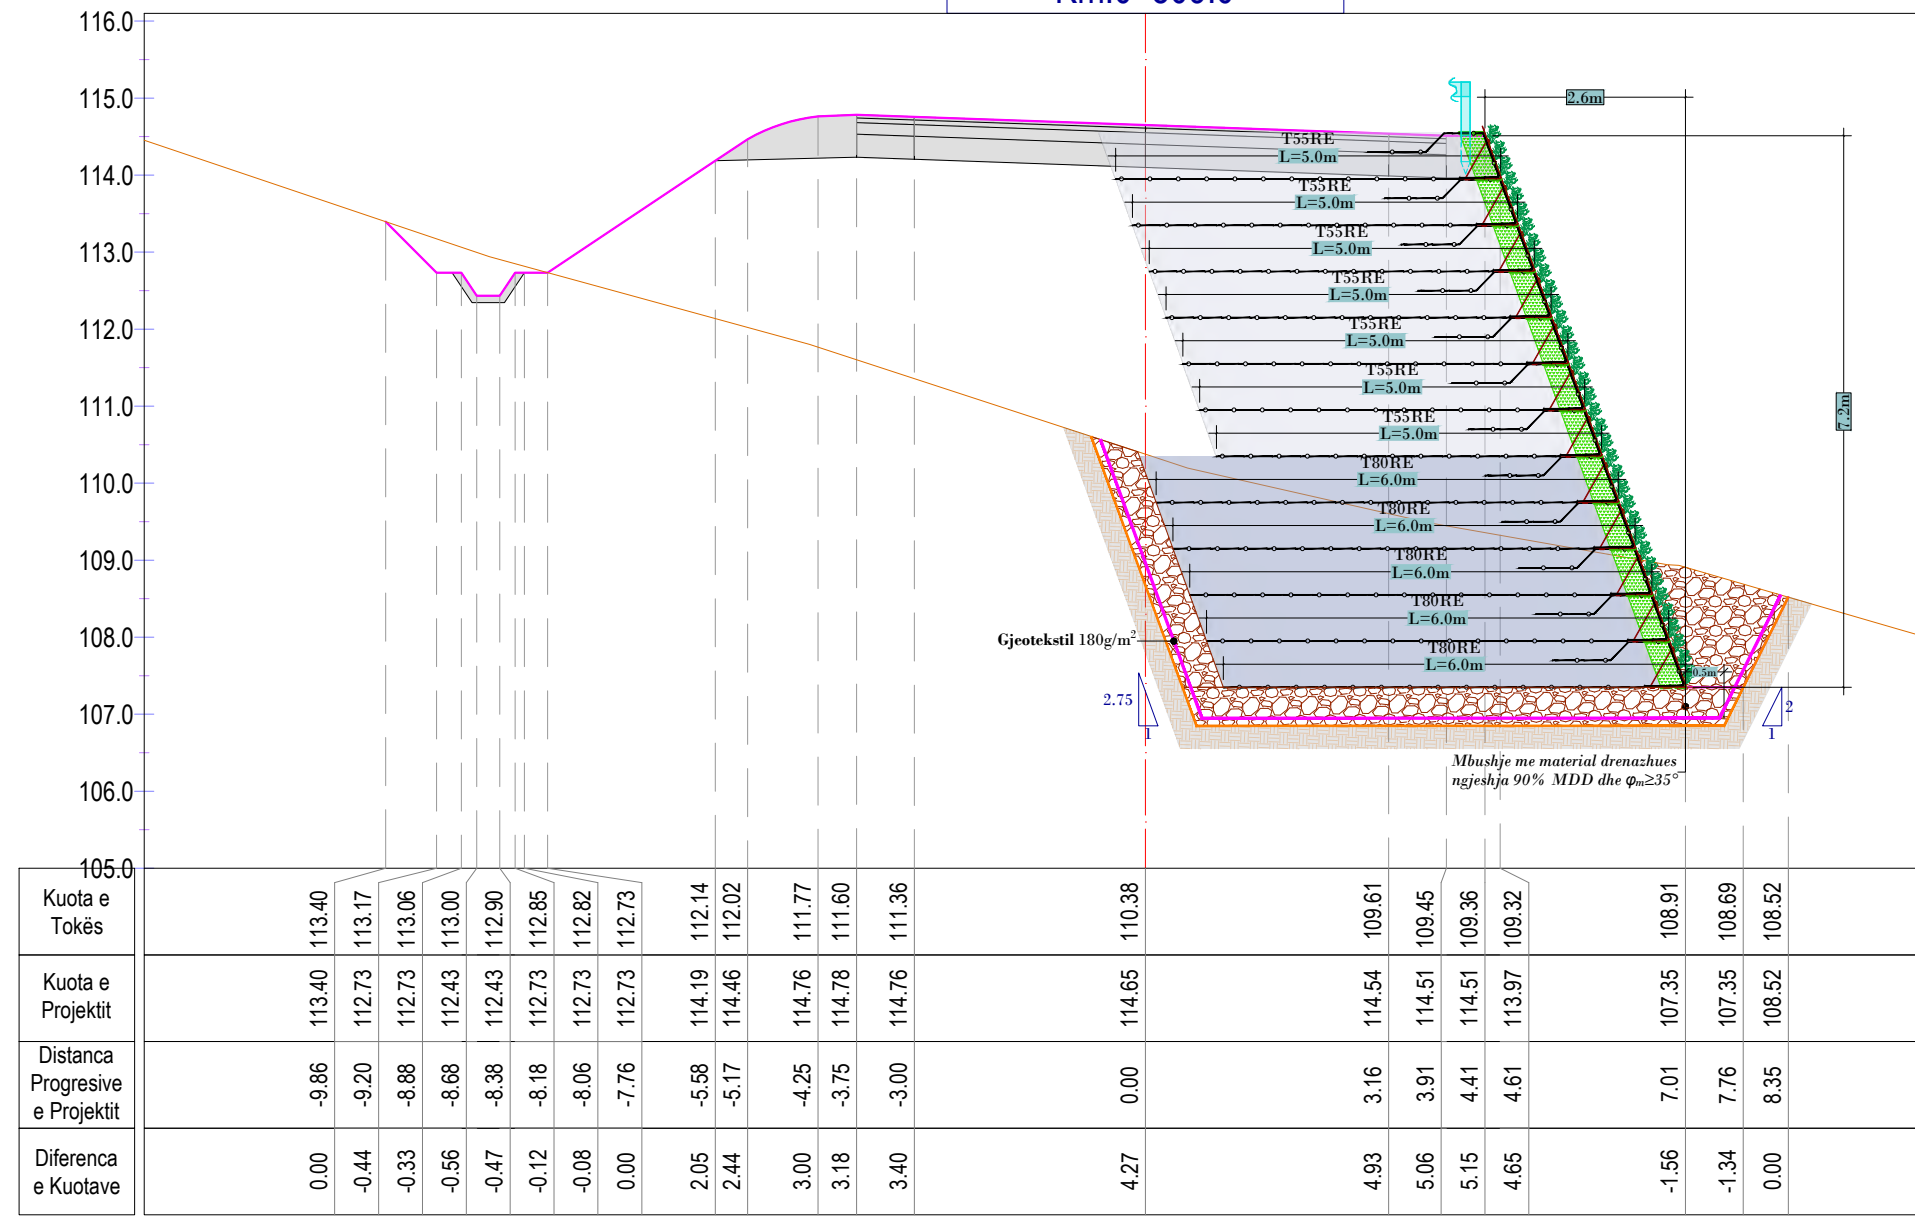 116.0
115.0
114.0
113.0
112.0
111.0
110.0
109.0
108.0
107.0
106.0
105.0
2.6m
7.2m
T55RE
L=5.0m
T55RE
L=5.0m
T55RE
L=5.0m
T55RE
L=5.0m
T55RE
L=5.0m
T55RE
L=5.0m
T55RE
L=5.0m
T80RE
L=6.0m
T80RE
L=6.0m
T80RE
L=6.0m
T80RE
L=6.0m
T80RE
L=6.0m
0.5m
Gjeotekstil 180g/m²
2.75
1
2
1
Mbushje me material drenazhues
ngjeshja 90% MDD dhe φm≥35°
Kuota e
Tokës
113.40 113.17 113.06 113.00 112.90 112.85 112.82 112.73 112.14 112.02 111.77 111.60 111.36 110.38 109.61 109.45 109.36 109.32 108.91 108.69 108.52
Kuota e
Projektit
113.40 112.73 112.73 112.43 112.43 112.73 112.73 112.73 114.19 114.46 114.76 114.78 114.76 114.65 114.54 114.51 114.51 113.97 107.35 107.35 108.52
Distanca
Progresive
e Projektit
-9.86 -9.20 -8.88 -8.68 -8.38 -8.18 -8.06 -7.76 -5.58 -5.17 -4.25 -3.75 -3.00 0.00 3.16 3.91 4.41 4.61 7.01 7.76 8.35
Diferenca
e Kuotave
0.00 -0.44 -0.33 -0.56 -0.47 -0.12 -0.08 0.00 2.05 2.44 3.00 3.18 3.40 4.27 4.93 5.06 5.15 4.65 -1.56 -1.34 0.00